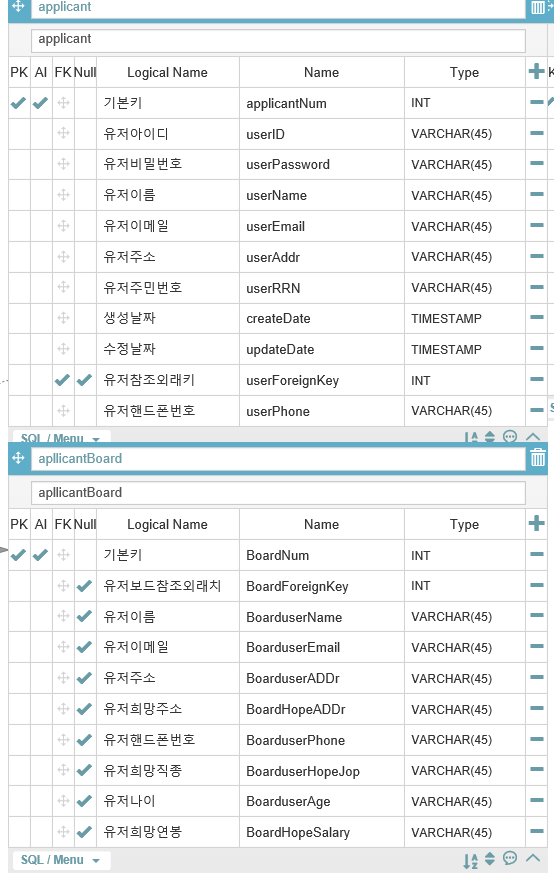 applicant
applicant
PK AI FK Null Logical Name Name Type
기본키 applicantNum INT
유저아이디 userID VARCHAR(45)
유저비밀번호 userPassword VARCHAR(45)
유저이름 userName VARCHAR(45)
유저이메일 userEmail VARCHAR(45)
유저주소 userAddr VARCHAR(45)
유저주민번호 userRRN VARCHAR(45)
생성날짜 createDate TIMESTAMP
수정날짜 updateDate TIMESTAMP
유저참조외래키 userForeignKey INT
유저핸드폰번호 userPhone VARCHAR(45)
SQL / Menu
apllicantBoard
apllicantBoard
PK AI FK Null Logical Name Name Type
기본키 BoardNum INT
유저보드참조외래치 BoardForeignKey INT
유저이름 BoarduserName VARCHAR(45)
유저이메일 BoarduserEmail VARCHAR(45)
유저주소 BoarduserADDr VARCHAR(45)
유저희망주소 BoardHopeADDr VARCHAR(45)
유저핸드폰번호 BoarduserPhone VARCHAR(45)
유저희망직종 BoarduserHopeJop VARCHAR(45)
유저나이 BoarduserAge VARCHAR(45)
유저희망연봉 BoardHopeSalary VARCHAR(45)
SQL / Menu